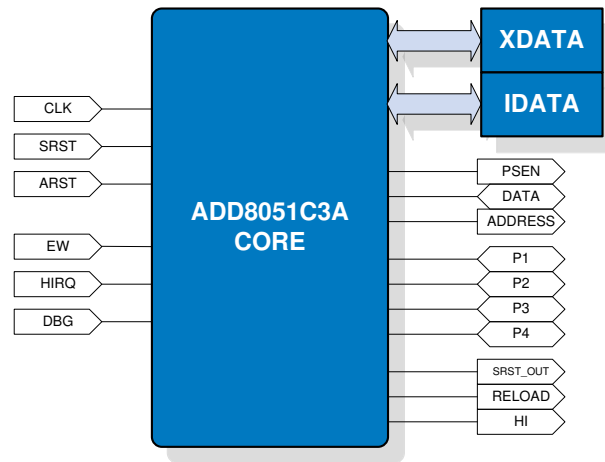 XDATA
IDATA
CLK
SRST
ARST
EW
HIRQ
DBG
ADD8051C3A
CORE
PSEN
DATA
ADDRESS
P1
P2
P3
P4
SRST_OUT
RELOAD
HI